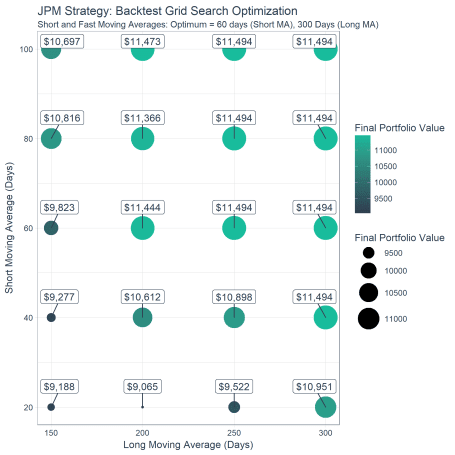 JPM Strategy: Backtest Grid Search Optimization
Short and Fast Moving Averages: Optimum = 60 days (Short MA), 300 Days (Long MA)
Short Moving Average (Days)
100
80
60
40
20
$10,697 $11,473 $11,494 $11,494
$10,816 $11,366 $11,494 $11,494
$9,823 $11,444 $11,494 $11,494
$9,277 $10,612 $10,898 $11,494
$9,188 $9,065 $9,522 $10,951
150 200 250 300
Long Moving Average (Days)
Final Portfolio Value
11000
10500
10000
9500
Final Portfolio Value
9500
10000
10500
11000